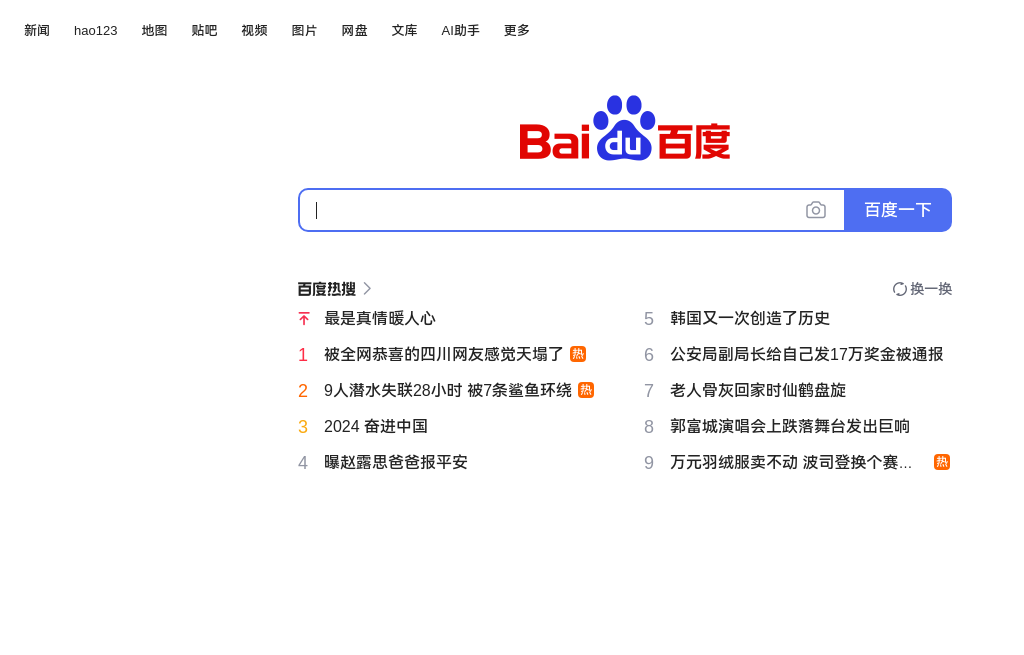 新闻 hao123 地图 贴吧 视频 图片 网盘 文库 AI助手 更多
Bai du 百度
百度一下
百度热搜 换一换
最是真情暖人心
1 被全网恭喜的四川网友感觉天塌了 热
2 9人潜水失联28小时 被7条鲨鱼环绕 热
3 2024 奋进中国
4 曝赵露思爸爸报平安
5 韩国又一次创造了历史
6 公安局副局长给自己发17万奖金被通报
7 老人骨灰回家时仙鹤盘旋
8 郭富城演唱会上跌落舞台发出巨响
9 万元羽绒服卖不动 波司登换个赛... 热